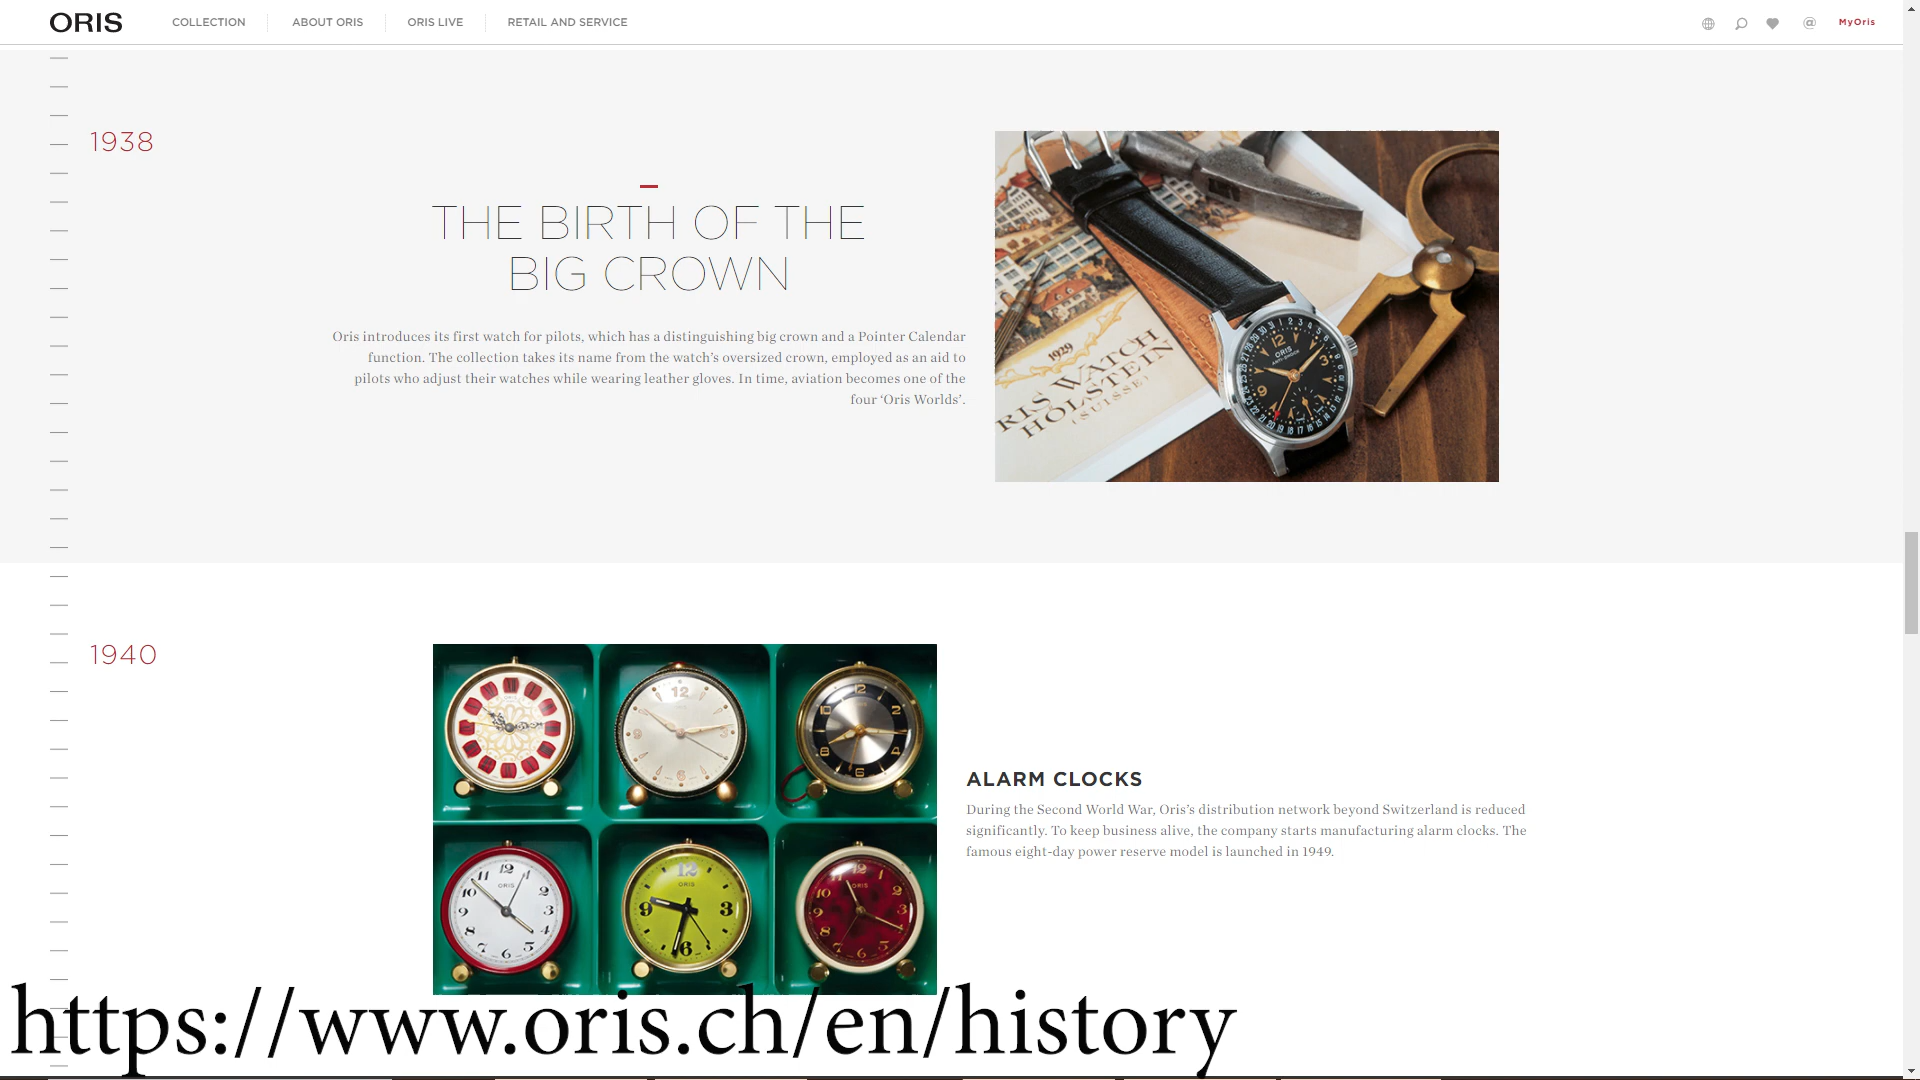 ORIS
COLLECTION
ABOUT ORIS
ORIS LIVE
RETAIL AND SERVICE
MyOris
1938
THE BIRTH OF THE
BIG CROWN
Oris introduces its first watch for pilots, which has a distinguishing big crown and a Pointer Calendar
function. The collection takes its name from the watch’s oversized crown, employed as an aid to
pilots who adjust their watches while wearing leather gloves. In time, aviation becomes one of the
four ‘Oris Worlds’.
1929
RIS WATCH
HOLSTEIN
(SUISSE)
ORIS
ANTI-SHOCK
1940
ALARM CLOCKS
During the Second World War, Oris’s distribution network beyond Switzerland is reduced
significantly. To keep business alive, the company starts manufacturing alarm clocks. The
famous eight-day power reserve model is launched in 1949.
ORIS
ORIS
ORIS
https://www.oris.ch/en/history